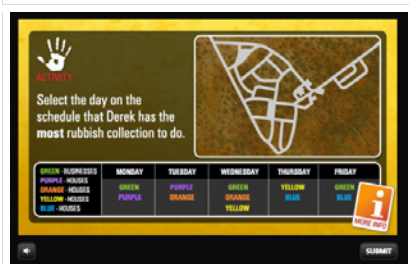 ACTIVITY
Select the day on the
schedule that Derek has the
most rubbish collection to do.
GREEN - BUSINESSES
PURPLE - HOUSES
ORANGE - HOUSES
YELLOW - HOUSES
BLUE - HOUSES
MONDAY TUESDAY WEDNESDAY THURSDAY FRIDAY
GREEN PURPLE GREEN YELLOW GREEN
PURPLE ORANGE ORANGE BLUE BLUE
YELLOW
MORE INFO
SUBMIT